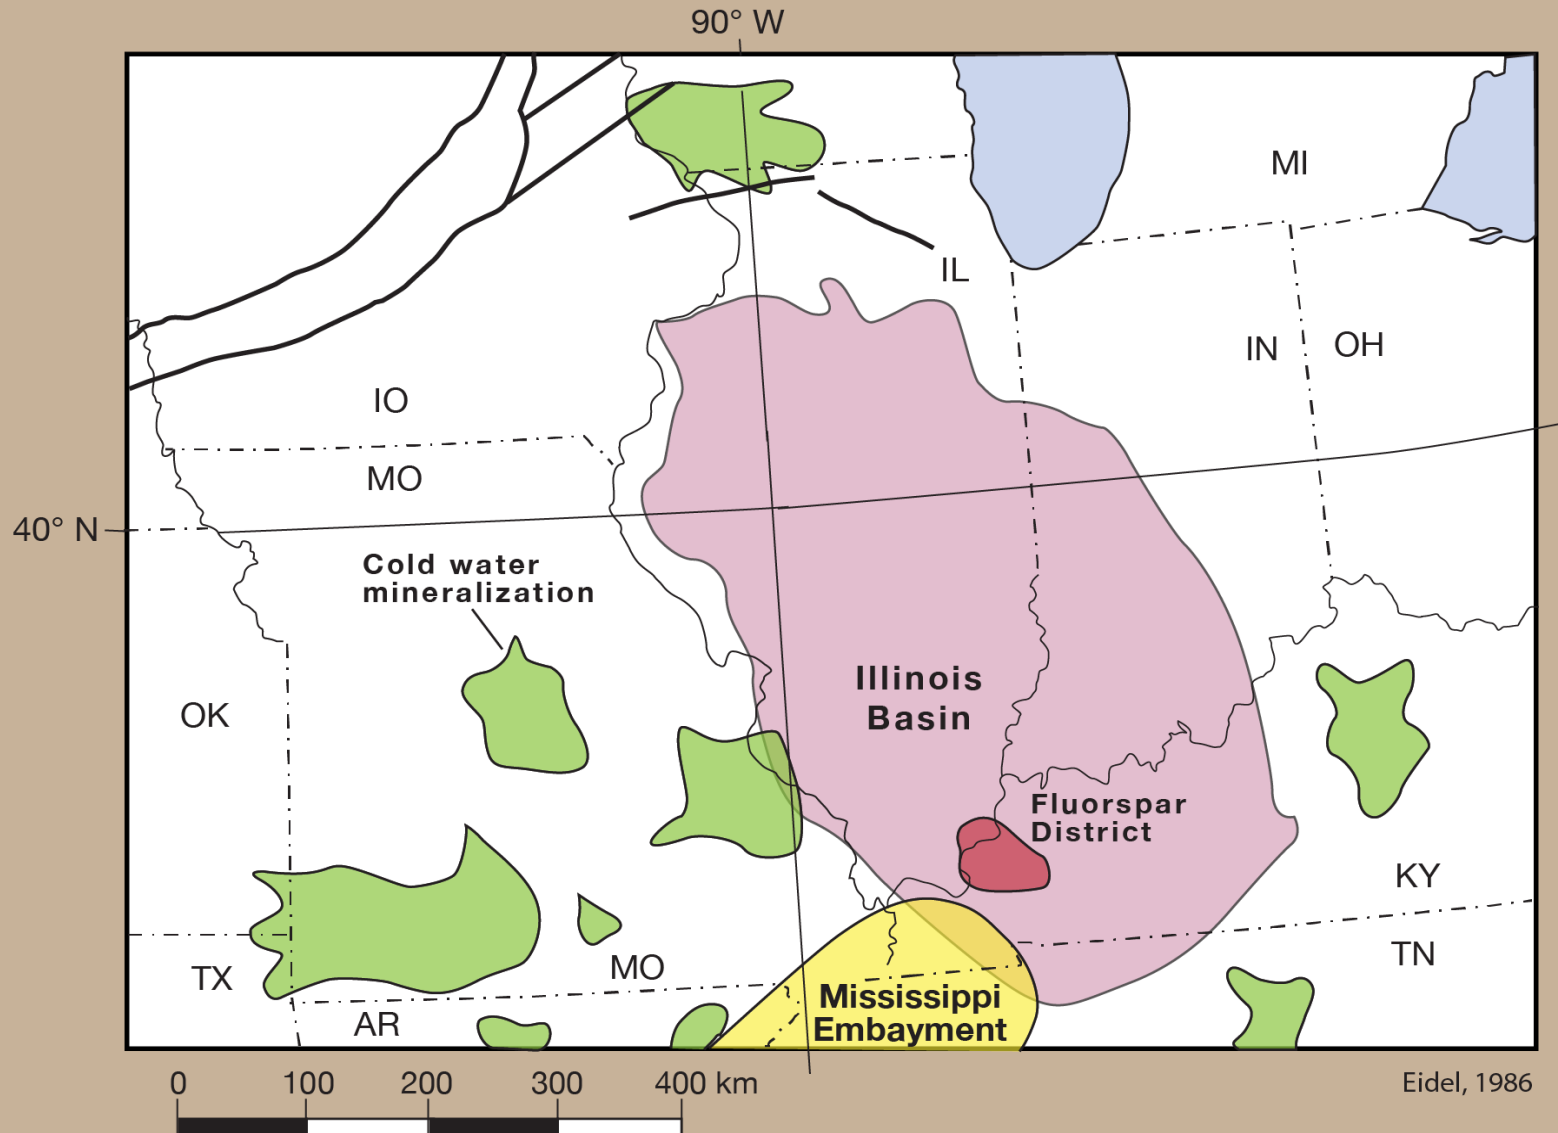 90° W
MI
IL
IN
OH
IO
MO
40° N
Cold water
mineralization
Illinois
Basin
OK
Fluorspar
District
KY
TN
MO
TX
AR
Mississippi
Embayment
0 100 200 300 400 km
Eidel, 1986